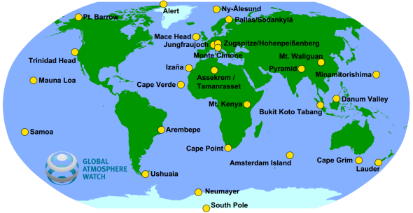 Alert
Ny-Ålesund
Pt. Barrow
Pallas/Sodankylä
Mace Head
Zugspitze/Hohenpeißenberg
Jungfraujoch
Trinidad Head
Monte Cimone
Mt. Waliguan
Izaña
Pyramid
Mauna Loa
Assekrem /
Tamanrasset
Minamitorishima
Cape Verde
Mt. Kenya
Danum Valley
Bukit Koto Tabang
Samoa
Arembepe
Cape Point
Amsterdam Island
Cape Grim
Lauder
GLOBAL
ATMOSPHERE
WATCH
Ushuaia
Neumayer
South Pole